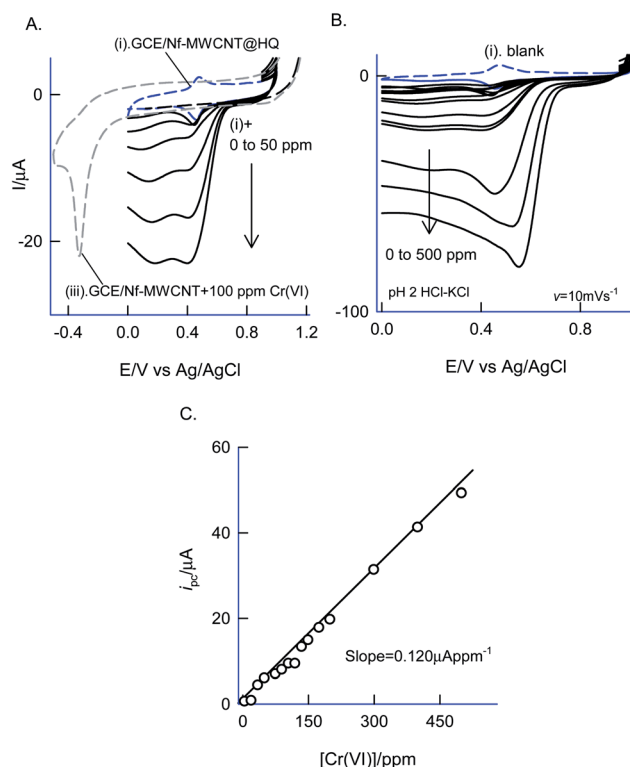 A.
(i).GCE/Nf-MWCNT@HQ
0
(i)+
0 to 50 ppm
I/μA
-20
(iii).GCE/Nf-MWCNT+100 ppm Cr(VI)
-0.4 0.0 0.4 0.8 1.2
E/V vs Ag/AgCl
B.
(i). blank
0
0 to 500 ppm
pH 2 HCl-KCl
v=10mVs⁻¹
-100
0.0 0.4 0.8
E/V vs Ag/AgCl
C.
60
40
i_pc/μA
20
Slope=0.120μAppm⁻¹
0
0 150 300 450
[Cr(VI)]/ppm